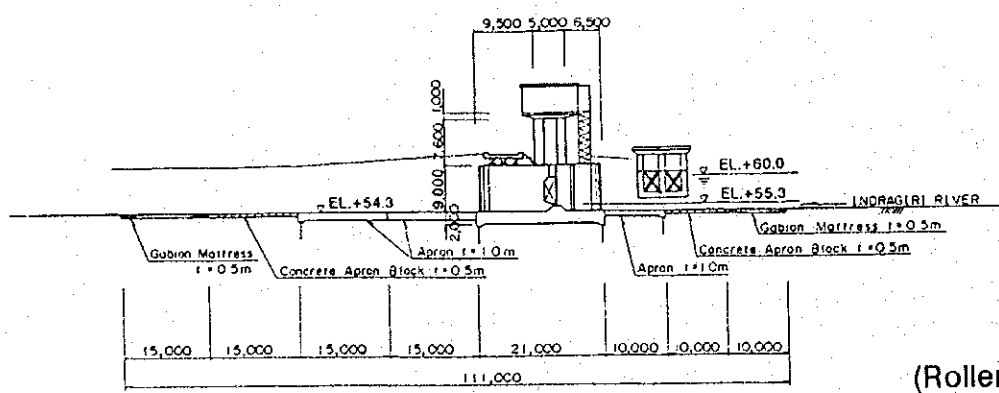 9,500 5,000 6,500
1,000
7,600
9,000
EL.+60.0
EL.+55.3
EL.+54.3
INDRAGIRI RIVER
Gabion Mattress
t=0.5m
Concrete Apron Block t=0.5m
Apron t=1.0m
Apron t=1.0m
Concrete Apron Block t=0.5m
Gabion Mattress t=0.5m
15,000 15,000 15,000 15,000 21,000 10,000 10,000 10,000
111,000
(Roller